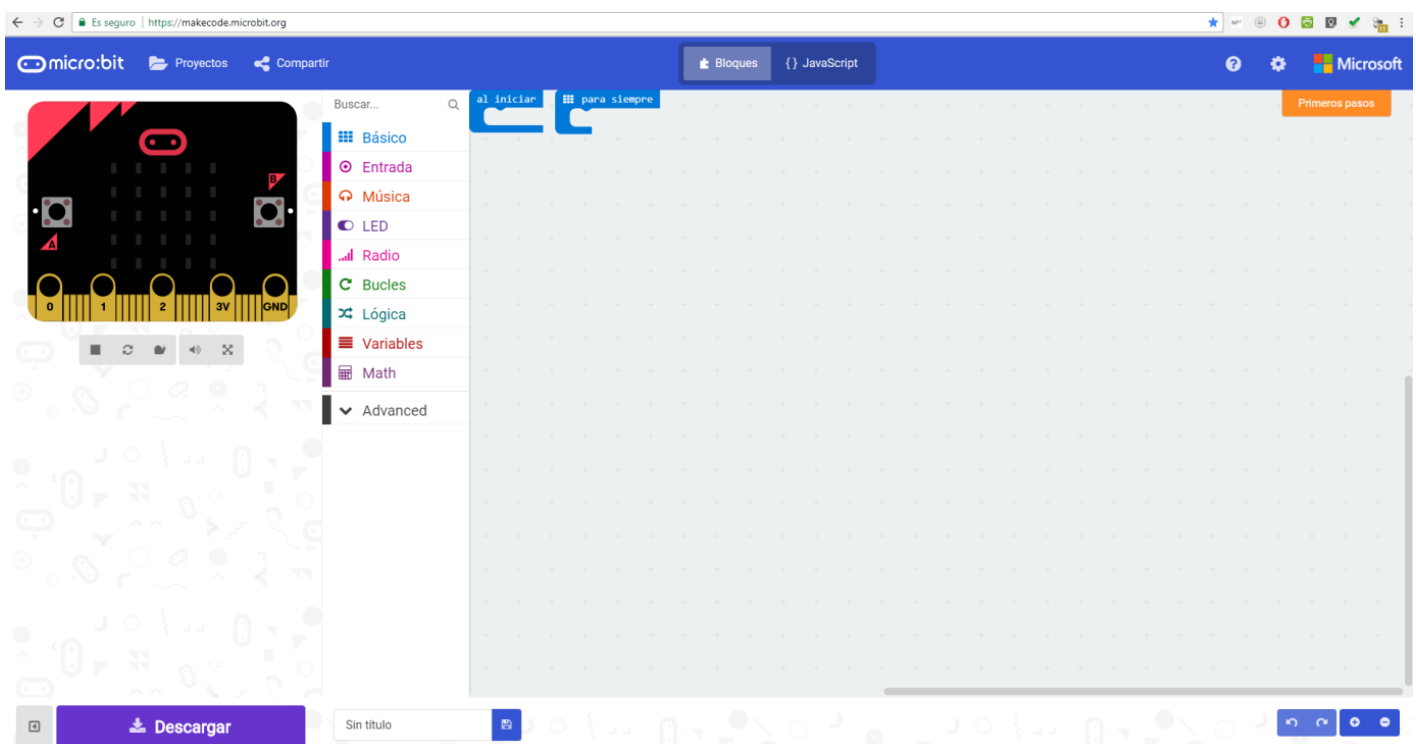 Es seguro | https://makecode.microbit.org
micro:bit Proyectos Compartir Bloques {} JavaScript Microsoft
Buscar...
al iniciar para siempre
Primeros pasos
Básico
Entrada
Música
LED
Radio
Bucles
Lógica
Variables
Math
Advanced
B
A
0 1 2 3V GND
Descargar
Sin título